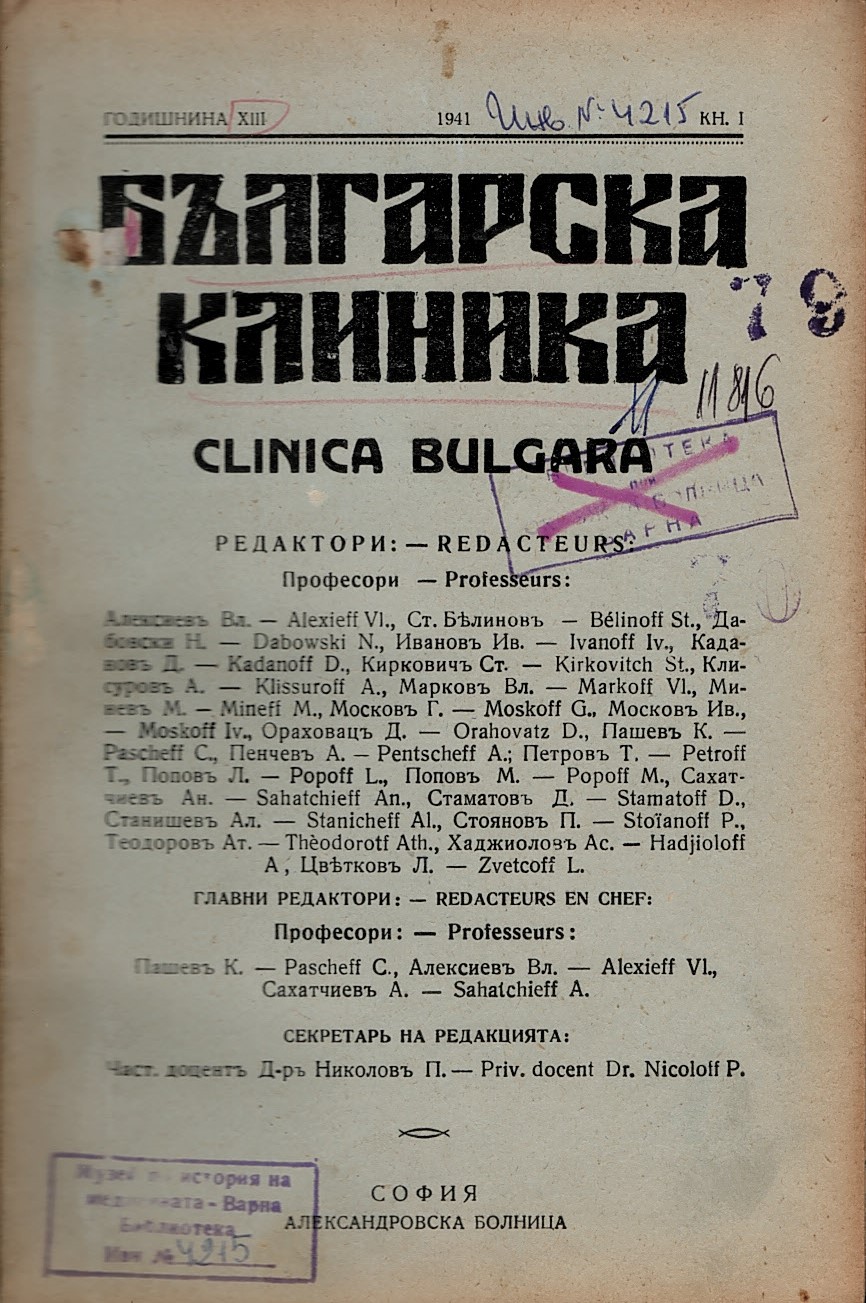 ГОДИШНИНА XIII 1941 Инв. № 4215 КН. I
БЪЛГАРСКА
КЛИНИКА
79
11816
CLINICA BULGARA
БИБЛИОТЕКА
БОЛНИЦА
ВАРНА
РЕДАКТОРИ: — REDACTEURS:
Професори — Professeurs:
Алексиевъ Вл. — Alexieff Vl., Ст. Бѣлиновъ — Bélinoff St., Да-
бовски Н. — Dabowski N., Ивановъ Ив. — Ivanoff Iv., Када-
новъ Д. — Kadanoff D., Кирковичъ Ст. — Kirkovitch St., Кли-
суровъ А. — Klissuroff A., Марковъ Вл. — Markoff Vl., Ми-
невъ М. — Mineff M., Московъ Г. — Moskoff G., Московъ Ив.,
— Moskoff Iv., Ораховацъ Д. — Orahovatz D., Пашев К. —
Pascheff C., Пенчевъ А. — Pentscheff A.; Петровъ Т. — Petroff
T., Поповъ Л. — Popoff L., Поповъ М. — Popoff M., Сахат-
чиевъ Ан. — Sahatchieff An., Стаматовъ Д. — Stamatoff D.,
Станишевъ Ал. — Stanicheff Al., Стояновъ П. — Stoïanoff P.,
Теодоровъ Ат. — Thèodoroff Ath., Хаджиоловъ Ас. — Hadjioloff
A , Цвѣтковъ Л. — Zvetcoff L.
ГЛАВНИ РЕДАКТОРИ: — REDACTEURS EN CHEF:
Професори: — Professeurs:
Пашевъ К. — Pascheff C., Алексиевъ Вл. — Alexieff Vl.,
Сахатчиевъ А. — Sahatchieff A.
СЕКРЕТАРЬ НА РЕДАКЦИЯТА:
Част. доцентъ Д-ръ Николовъ П. — Priv. docent Dr. Nicoloff P.
СОФИЯ
АЛЕКСАНДРОВСКА БОЛНИЦА
Музей по история на
медицината - Варна
Библиотека
Инв № 4215